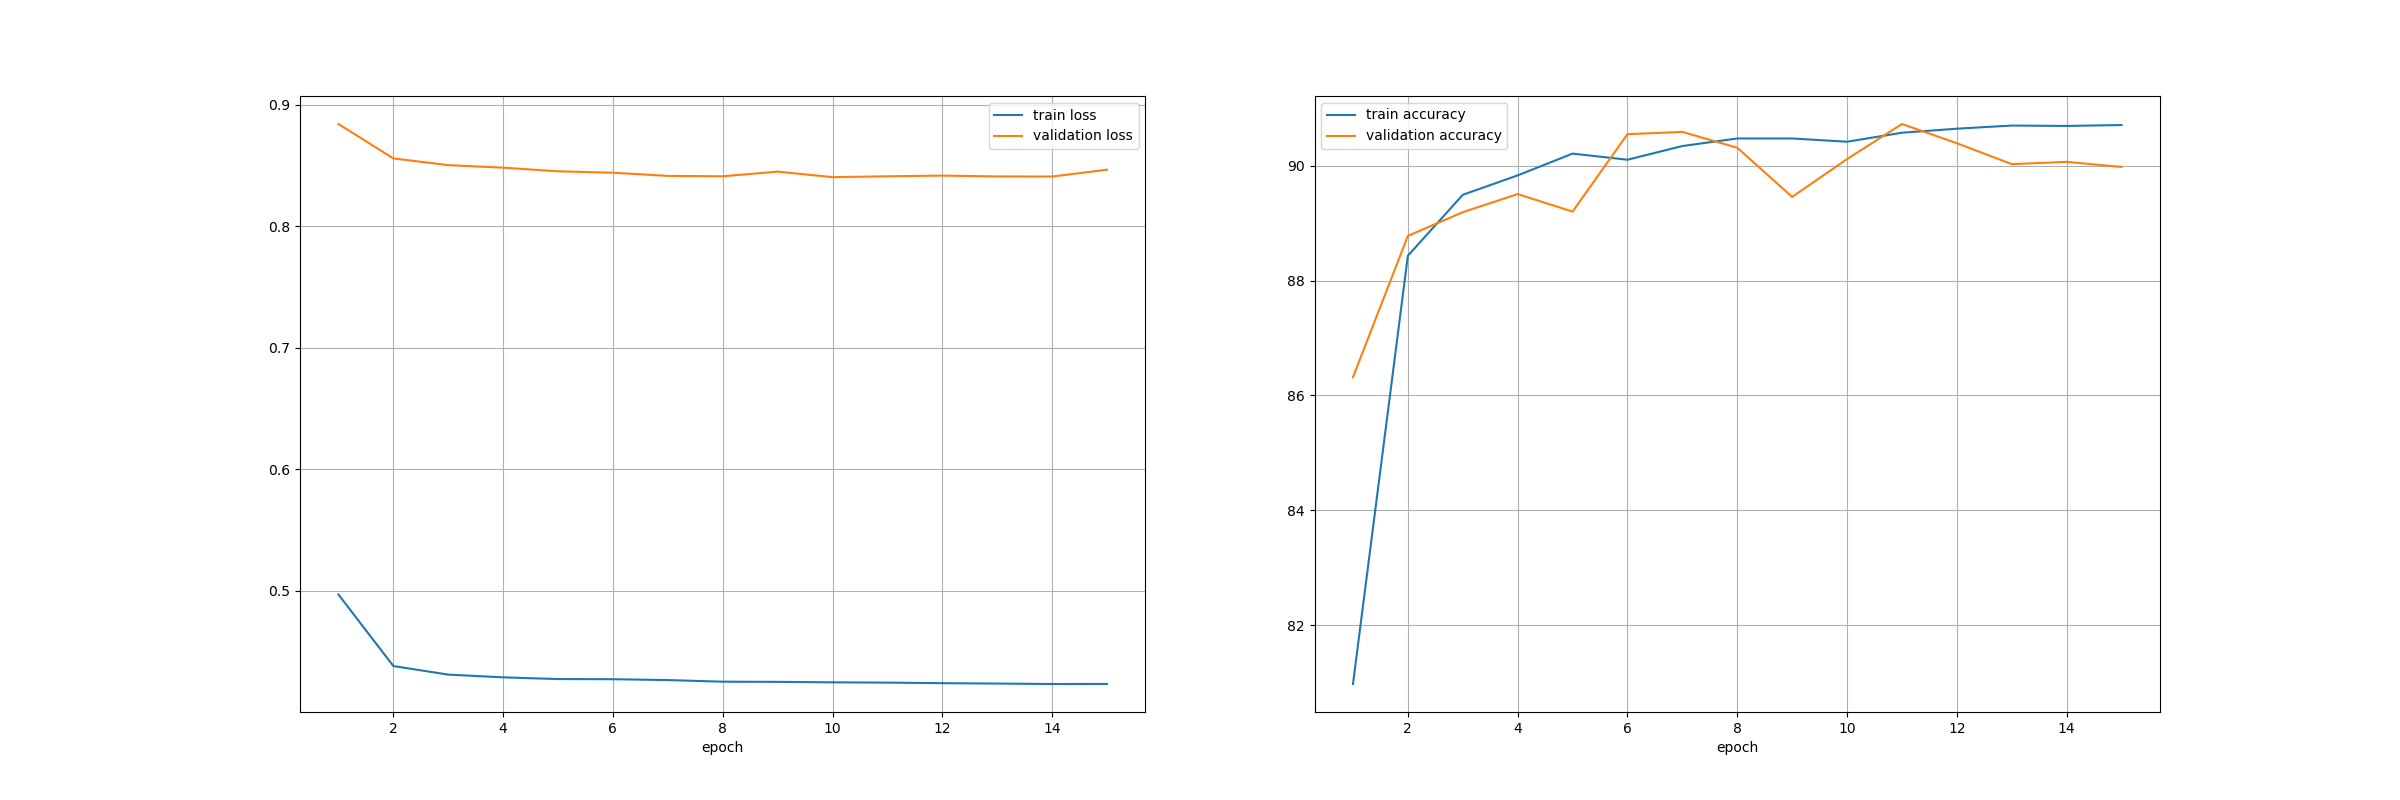 0.9
0.8
0.7
0.6
0.5
2 4 6 8 10 12 14
epoch
train loss
validation loss
90
88
86
84
82
2 4 6 8 10 12 14
epoch
train accuracy
validation accuracy